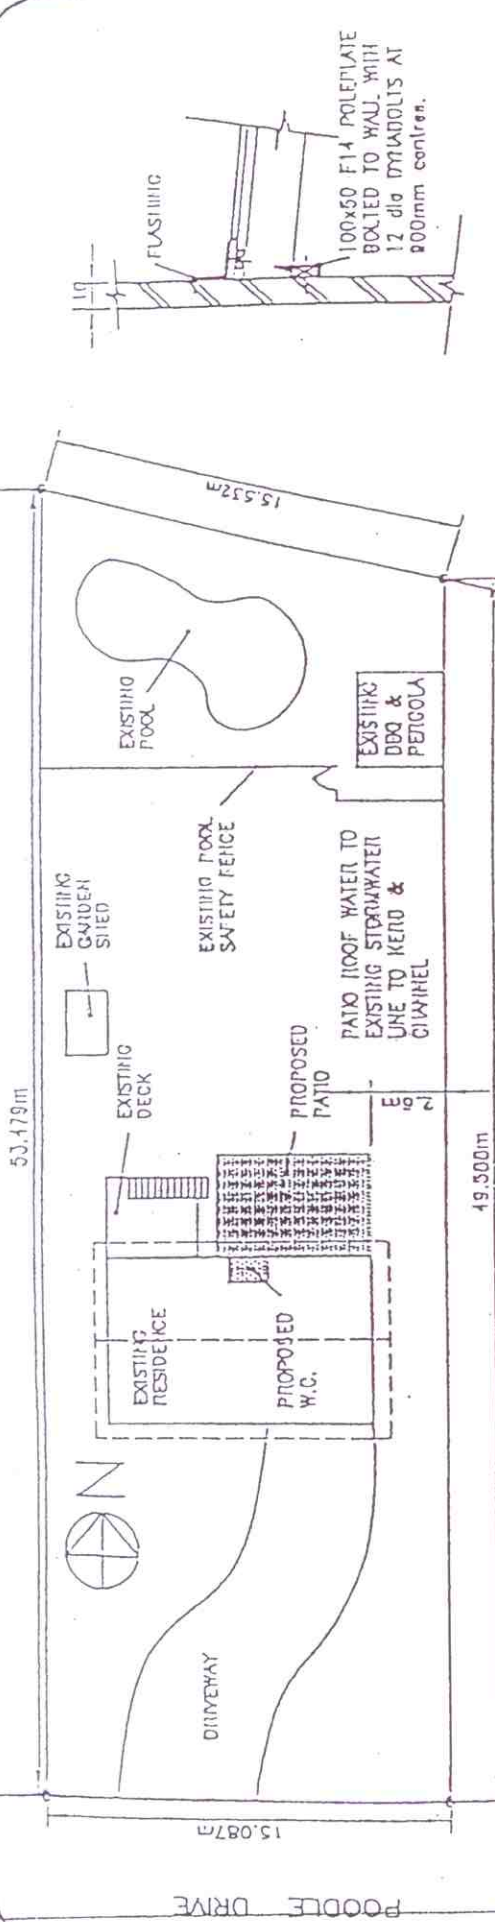 FLASHING
100x50 F14 POLEPLATE
BOLTED TO WALL WITH
12 dia DYNABOLTS AT
900mm centres.
15.532m
EXISTING
POOL
EXISTING
BBQ &
PERGOLA
EXISTING POOL
SAFETY FENCE
EXISTING
GARDEN
SHED
PATIO ROOF WATER TO
EXISTING STORMWATER
LINE TO KERB &
CHANNEL
EXISTING
DECK
PROPOSED
PATIO
53.479m
49.500m
EXISTING
RESIDENCE
PROPOSED
W.C.
N
DRIVEWAY
15.087m
POODLE DRIVE